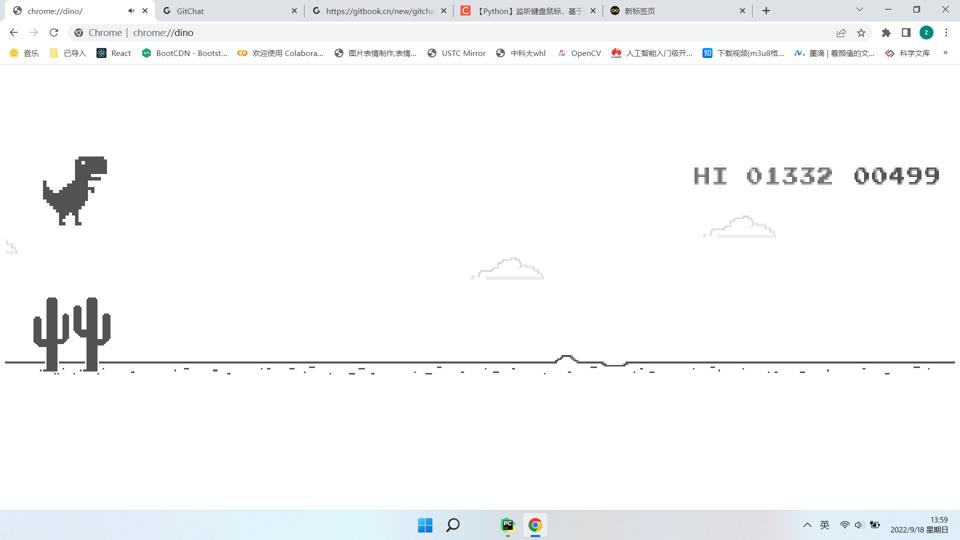 chrome://dino/
GitChat
https://gitbook.cn/new/gitcha
【Python】监听键盘鼠标，基于
新标签页
Chrome | chrome://dino
音乐
已导入
React
BootCDN - Bootst...
欢迎使用 Colabora...
图片表情制作,表情...
USTC Mirror
中科大whl
OpenCV
人工智能入门极开...
下载视频(m3u8格...
墨滴 | 看颜值的文...
科学文库
HI 01332 00499
英
13:59
2022/9/18 星期日